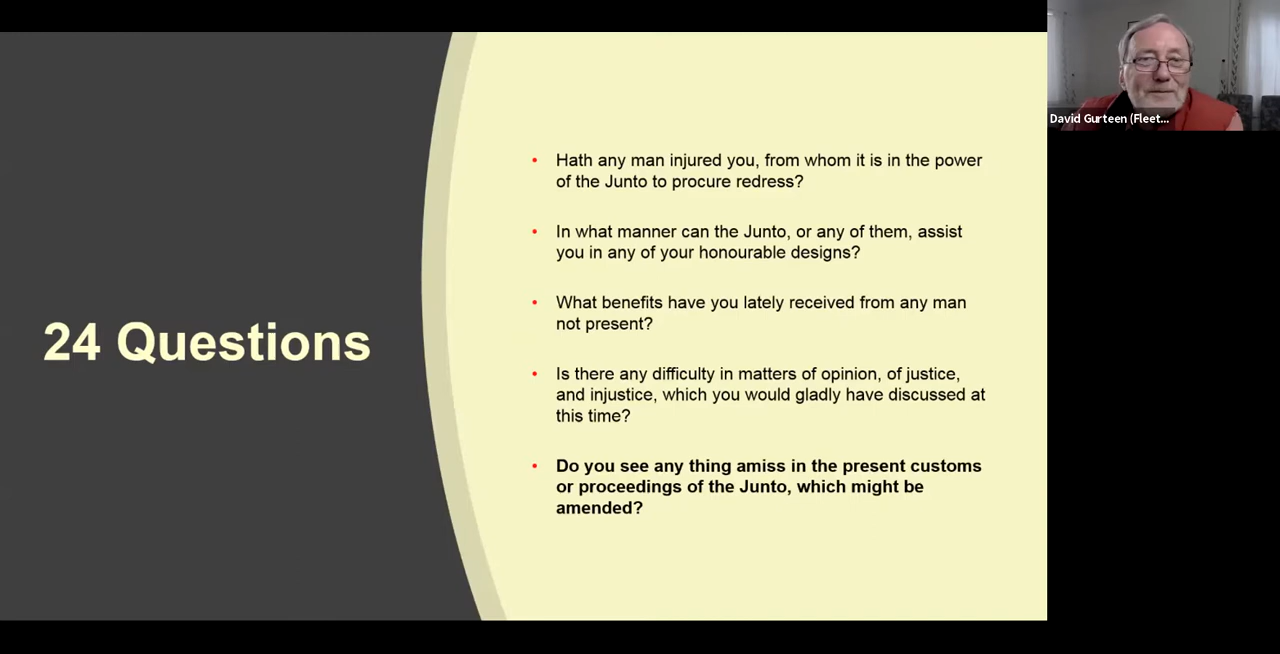 24 Questions
• Hath any man injured you, from whom it is in the power
of the Junto to procure redress?
• In what manner can the Junto, or any of them, assist
you in any of your honourable designs?
• What benefits have you lately received from any man
not present?
• Is there any difficulty in matters of opinion, of justice,
and injustice, which you would gladly have discussed at
this time?
• Do you see any thing amiss in the present customs
or proceedings of the Junto, which might be
amended?
David Gurteen (Fleet...